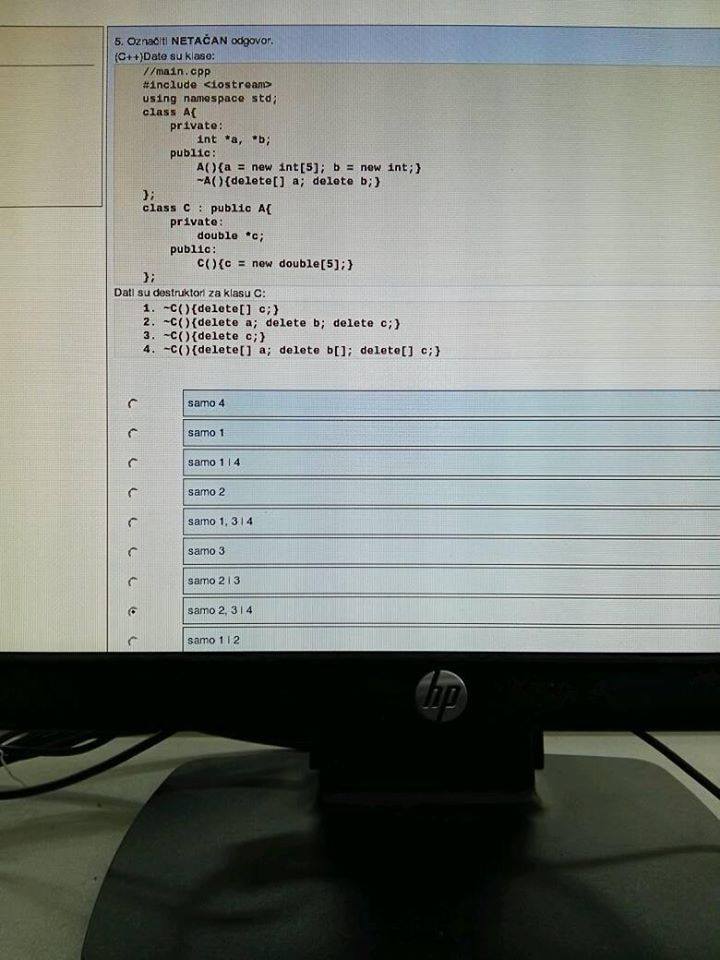 5. Označiti NETAČAN odgovor.
(C++)Date su klase:
//main.cpp
#include <iostream>
using namespace std;
class A{
private:
int *a, *b;
public:
A(){a = new int[5]; b = new int;}
~A(){delete[] a; delete b;}
};
class C : public A{
private:
double *c;
public:
C(){c = new double[5];}
};
Dati su destruktori za klasu C:
1. ~C(){delete[] c;}
2. ~C(){delete a; delete b; delete c;}
3. ~C(){delete c;}
4. ~C(){delete[] a; delete b[]; delete[] c;}
samo 4
samo 1
samo 1 i 4
samo 2
samo 1, 3 i 4
samo 3
samo 2 i 3
samo 2, 3 i 4
samo 1 i 2
hp